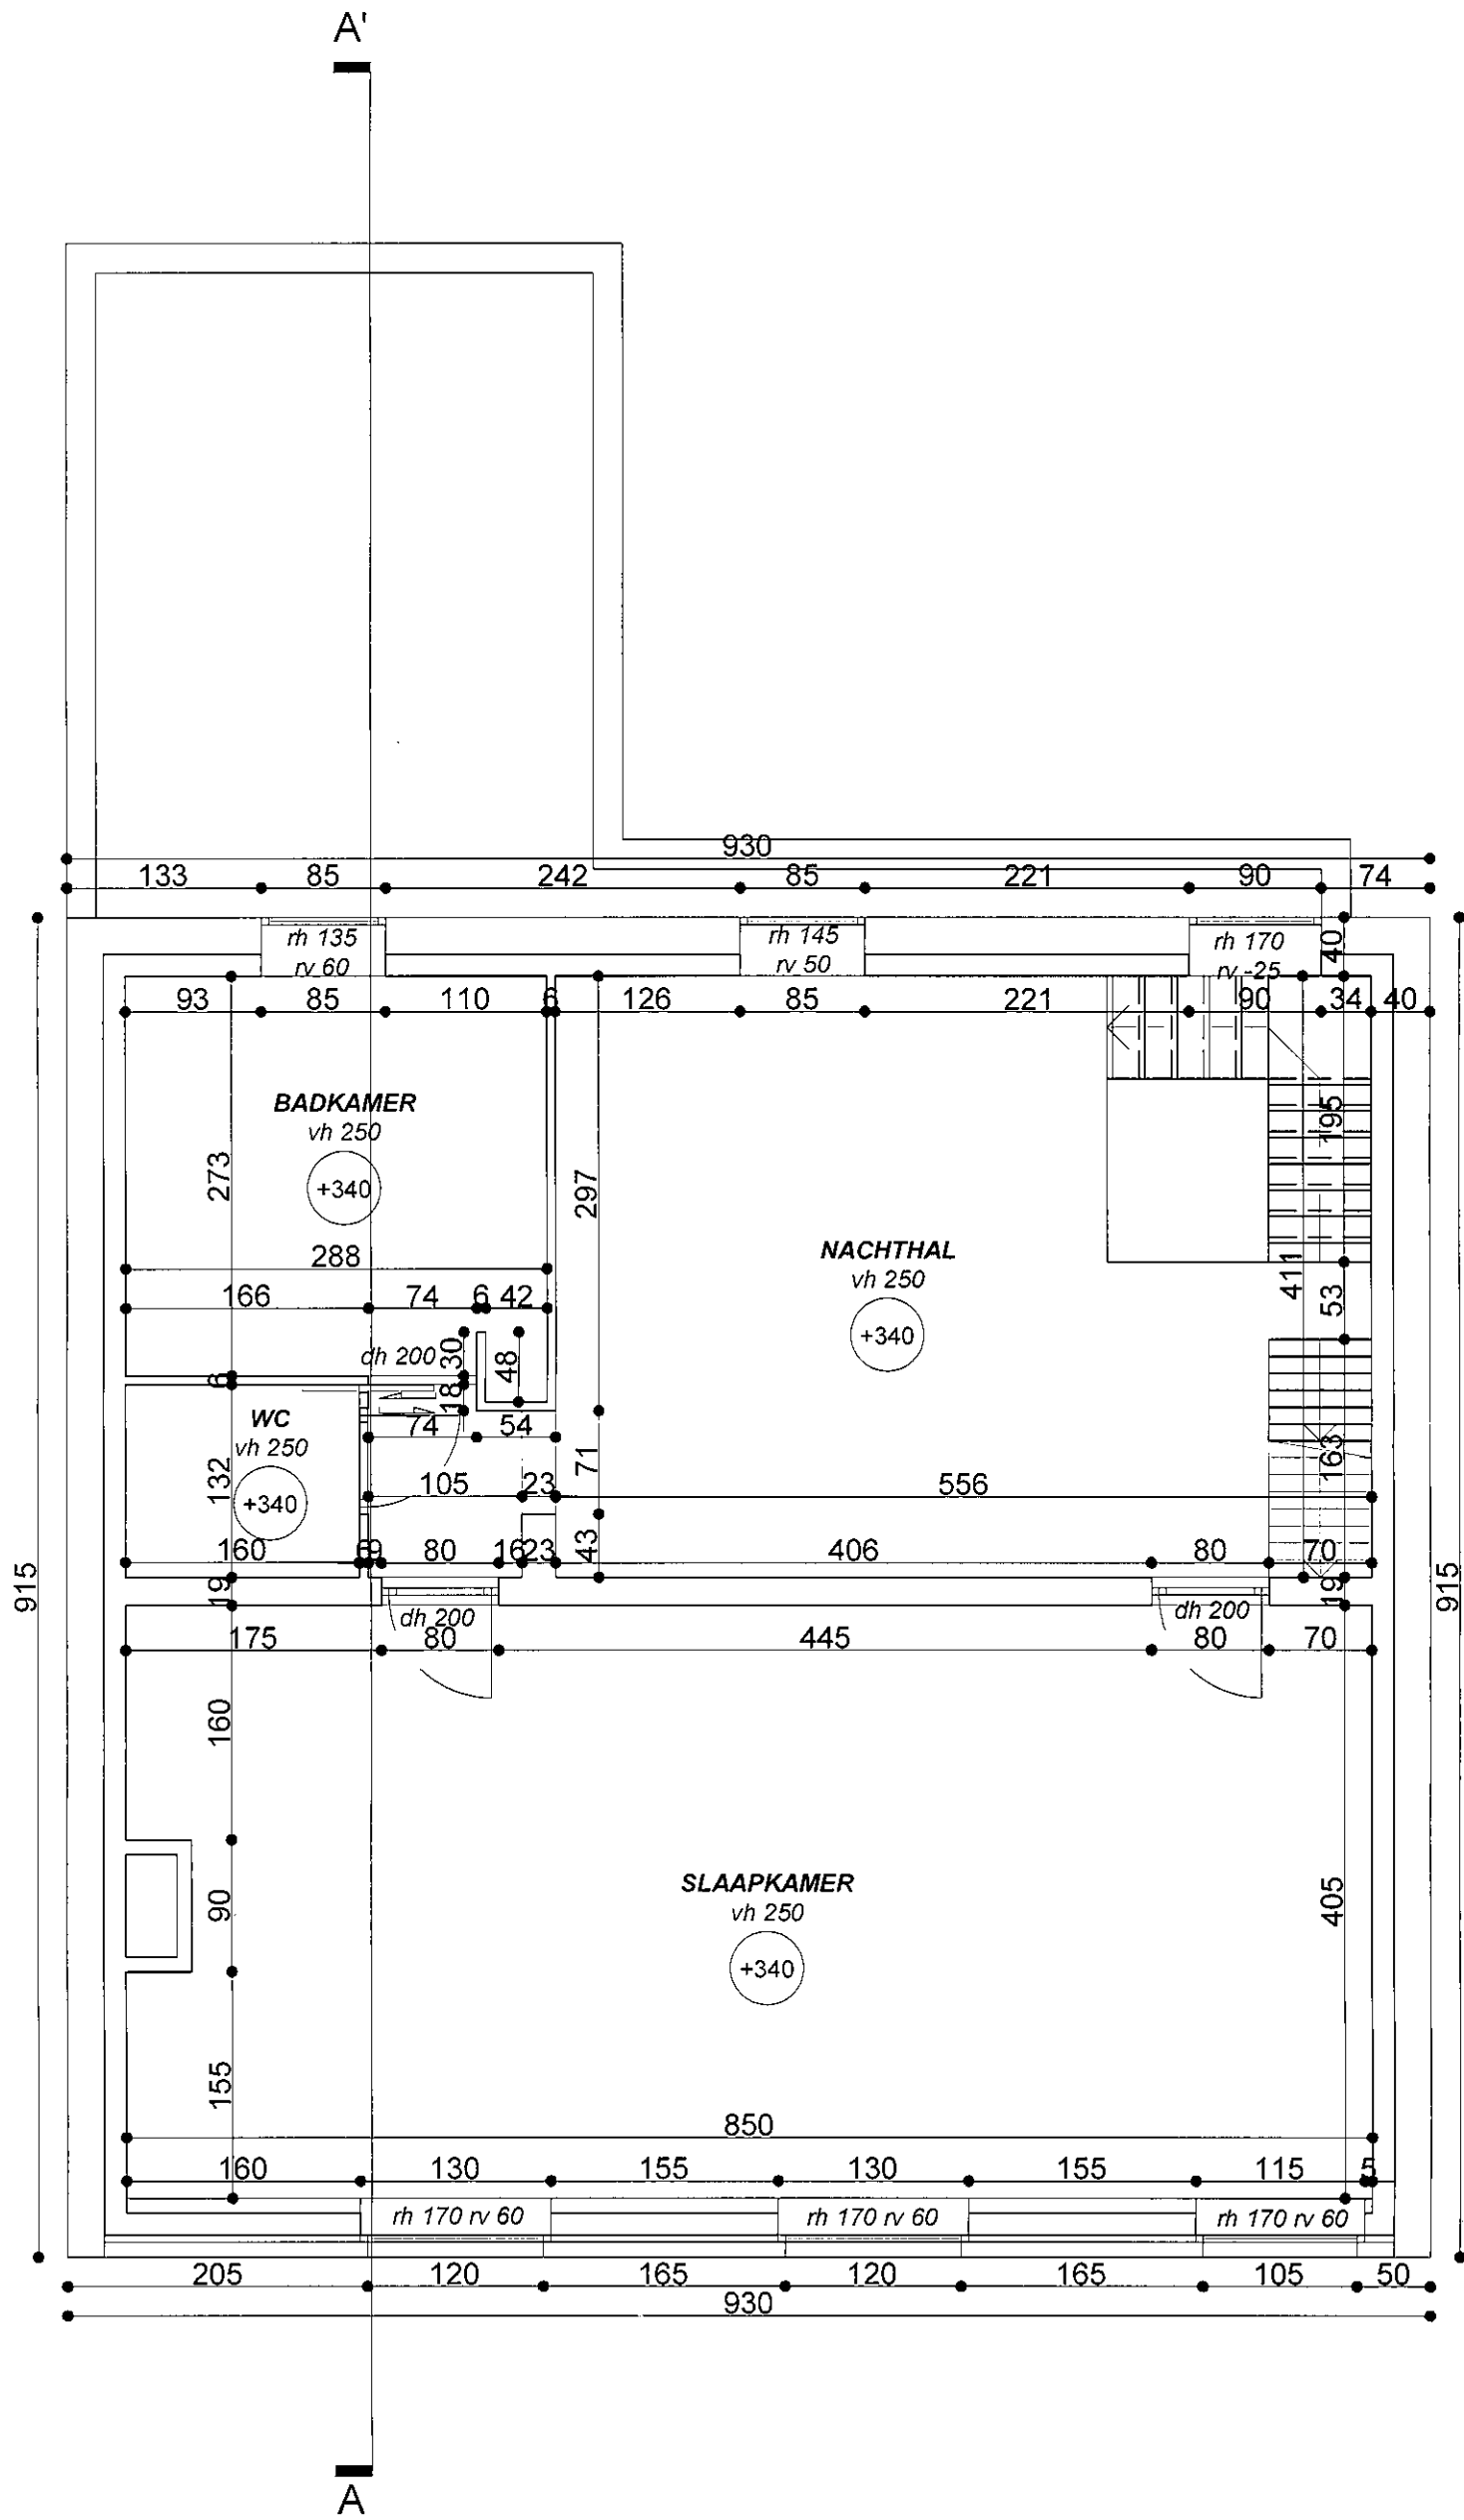 A'
930
133 85 242 85 221 90 74
rh 135
rv 60
rh 145
rv 50
rh 170
rv -25
40
93 85 110 6 126 85 221 90 34 40
BADKAMER
vh 250
+340
273
297
195
288
NACHTHAL
vh 250
+340
411
53
166 74 6 42
dh 200
30
48
18
6
WC
vh 250
+340
132
74 54
71
163
105 23 556
160 6 9 80 16 23 43 406 80 70
915
915
19
19
dh 200
dh 200
175 80 445 80 70
160
90
SLAAPKAMER
vh 250
+340
405
155
850
160 130 155 130 155 115 5
rh 170 rv 60
rh 170 rv 60
rh 170 rv 60
205 120 165 120 165 105 50
930
A